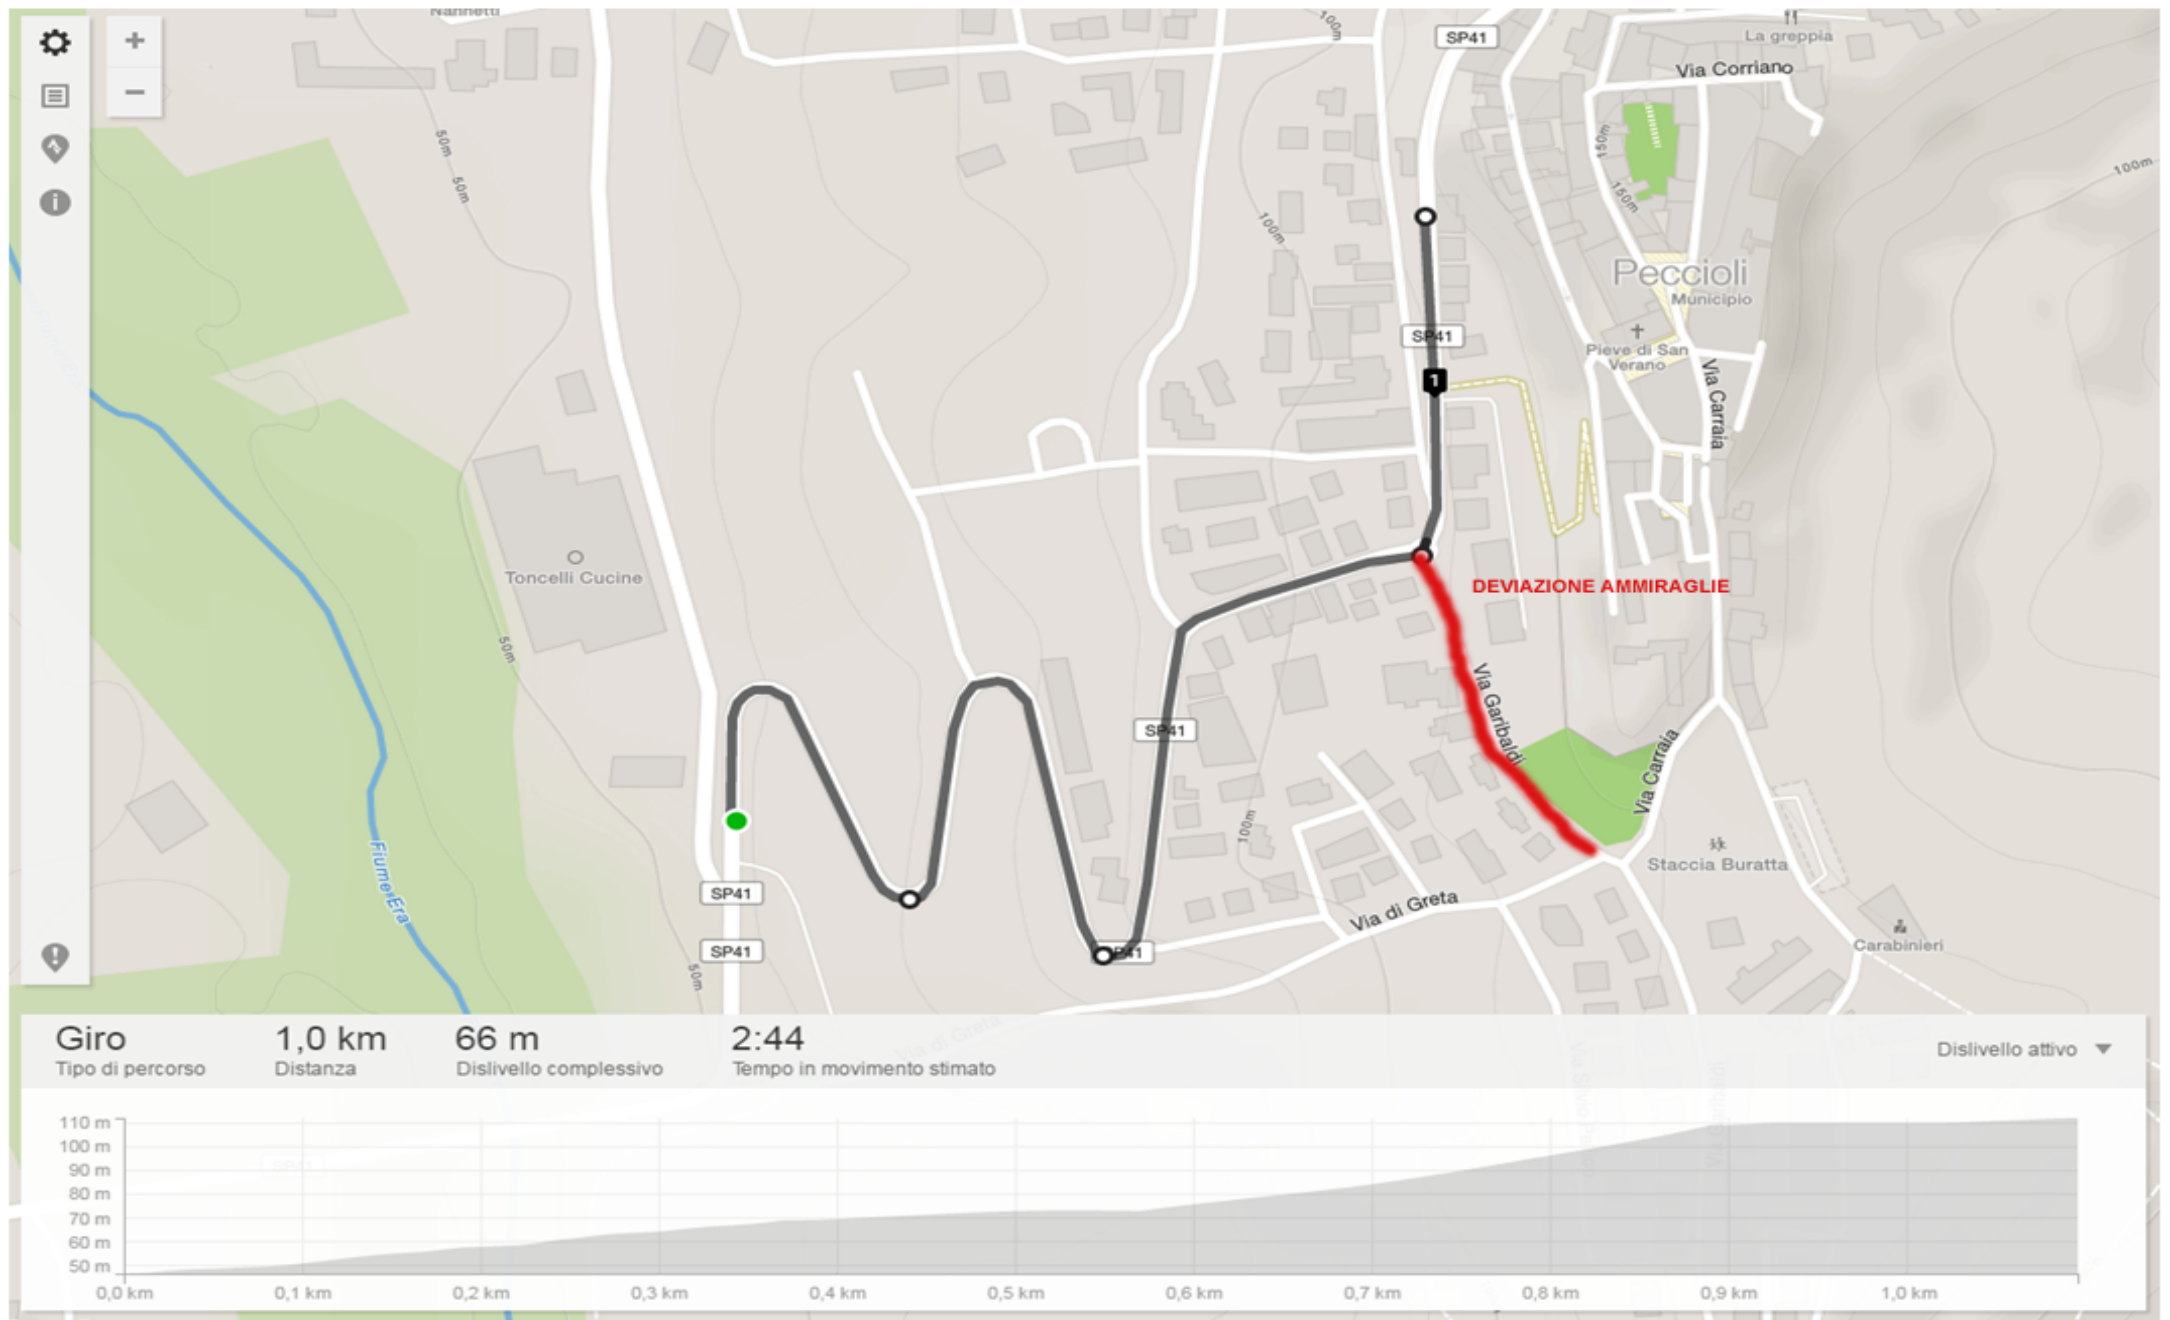 Nannetti
+
−
SP41
La greppia
Via Corriano
100m
50m
50m
150m
150m
100m
100m
Peccioli
Municipio
SP41
Pieve di San
Verano
1
Via Carraia
Toncelli Cucine
DEVIAZIONE AMMIRAGLIE
50m
Via Garibaldi
SP41
Via Carraia
100m
Staccia Buratta
Fiume Era
SP41
Via di Greta
SP41
Carabinieri
50m
Via di Greta
Giro
1,0 km
66 m
2:44
Tipo di percorso
Distanza
Dislivello complessivo
Tempo in movimento stimato
Dislivello attivo
110 m
100 m
90 m
80 m
70 m
60 m
50 m
SP41
0,0 km
0,1 km
0,2 km
0,3 km
0,4 km
0,5 km
0,6 km
0,7 km
0,8 km
0,9 km
1,0 km